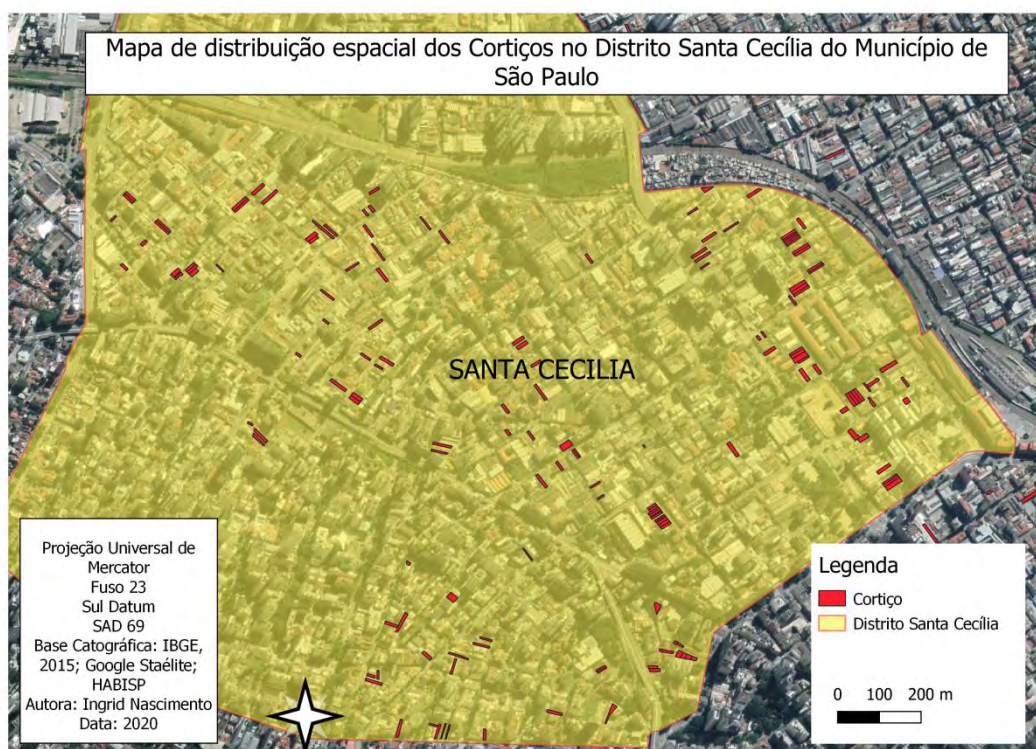 Mapa de distribuição espacial dos Cortiços no Distrito Santa Cecília do Município de
São Paulo
SANTA CECILIA
Projeção Universal de
Mercator
Fuso 23
Sul Datum
SAD 69
Base Catográfica: IBGE,
2015; Google Staélite;
HABISP
Autora: Ingrid Nascimento
Data: 2020
Legenda
Cortiço
Distrito Santa Cecília
0 100 200 m